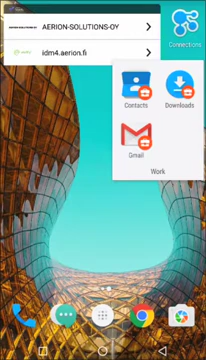 AERION-SOLUTIONS-OY
Connections
idm4.aerion.fi
Contacts
Downloads
Gmail
Work